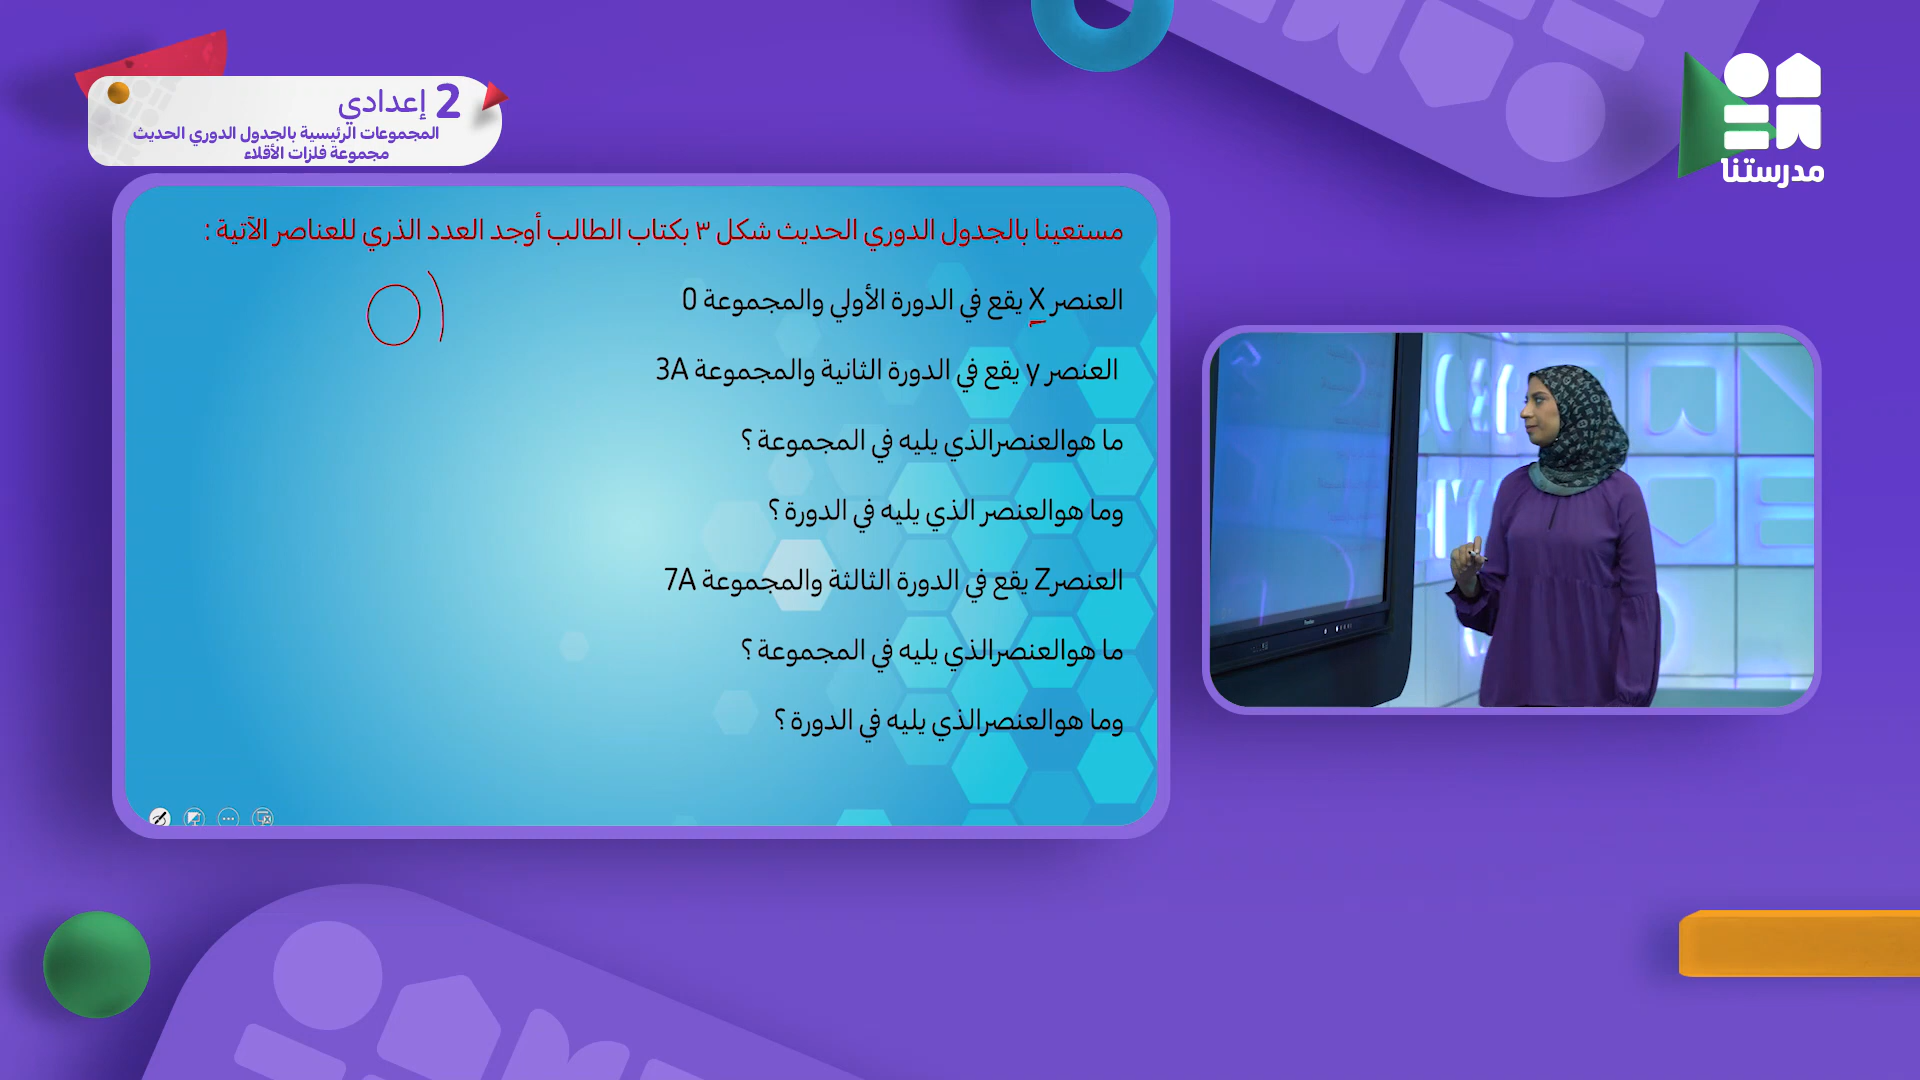 2 إعدادي
المجموعات الرئيسية بالجدول الدوري الحديث
مجموعة فلزات الأقلاء
مدرستنا
مستعينا بالجدول الدوري الحديث شكل ٣ بكتاب الطالب أوجد العدد الذري للعناصر الآتية :
العنصر X يقع في الدورة الأولي والمجموعة 0
العنصر y يقع في الدورة الثانية والمجموعة 3A
ما هوالعنصرالذي يليه في المجموعة ؟
وما هوالعنصر الذي يليه في الدورة ؟
العنصرZ يقع في الدورة الثالثة والمجموعة 7A
ما هوالعنصرالذي يليه في المجموعة ؟
وما هوالعنصرالذي يليه في الدورة ؟